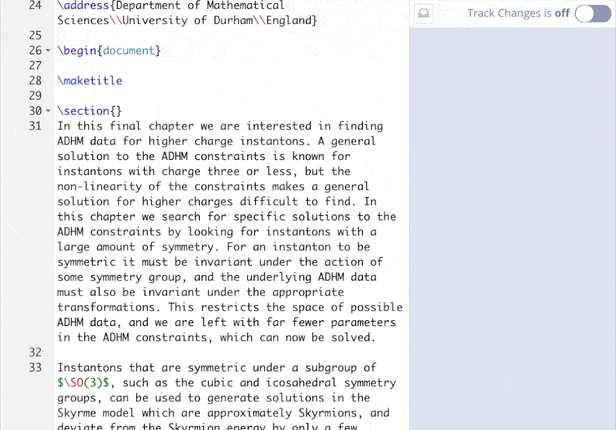 24 \address{Department of Mathematical
Track Changes is off
Sciences\\University of Durham\\England}
25
26 \begin{document}
27
28 \maketitle
29
30 \section{}
31 In this final chapter we are interested in finding
ADHM data for higher charge instantons. A general
solution to the ADHM constraints is known for
instantons with charge three or less, but the
non-linearity of the constraints makes a general
solution for higher charges difficult to find. In
this chapter we search for specific solutions to the
ADHM constraints by looking for instantons with a
large amount of symmetry. For an instanton to be
symmetric it must be invariant under the action of
some symmetry group, and the underlying ADHM data
must also be invariant under the appropriate
transformations. This restricts the space of possible
ADHM data, and we are left with far fewer parameters
in the ADHM constraints, which can now be solved.
32
33 Instantons that are symmetric under a subgroup of
$\SO(3)$, such as the cubic and icosahedral symmetry
groups, can be used to generate solutions in the
Skyrme model which are approximately Skyrmions, and
deviate from the Skyrmion energy by only a few